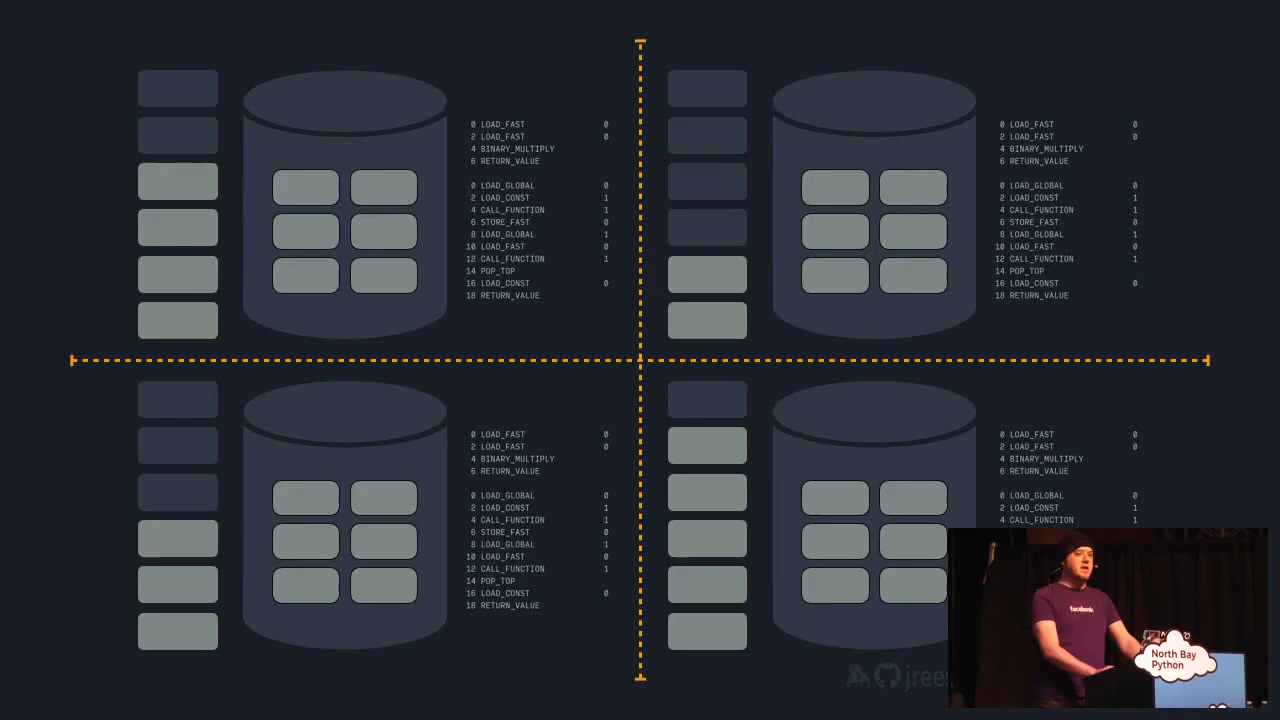 0 LOAD_FAST 0
2 LOAD_FAST 0
4 BINARY_MULTIPLY
6 RETURN_VALUE
0 LOAD_GLOBAL 0
2 LOAD_CONST 1
4 CALL_FUNCTION 1
6 STORE_FAST 0
8 LOAD_GLOBAL 1
10 LOAD_FAST 0
12 CALL_FUNCTION 1
14 POP_TOP
16 LOAD_CONST 0
18 RETURN_VALUE
0 LOAD_FAST 0
2 LOAD_FAST 0
4 BINARY_MULTIPLY
6 RETURN_VALUE
0 LOAD_GLOBAL 0
2 LOAD_CONST 1
4 CALL_FUNCTION 1
6 STORE_FAST 0
8 LOAD_GLOBAL 1
10 LOAD_FAST 0
12 CALL_FUNCTION 1
14 POP_TOP
16 LOAD_CONST 0
18 RETURN_VALUE
0 LOAD_FAST 0
2 LOAD_FAST 0
4 BINARY_MULTIPLY
6 RETURN_VALUE
0 LOAD_GLOBAL 0
2 LOAD_CONST 1
4 CALL_FUNCTION 1
6 STORE_FAST 0
8 LOAD_GLOBAL 1
10 LOAD_FAST 0
12 CALL_FUNCTION 1
14 POP_TOP
16 LOAD_CONST 0
18 RETURN_VALUE
0 LOAD_FAST 0
2 LOAD_FAST 0
4 BINARY_MULTIPLY
6 RETURN_VALUE
0 LOAD_GLOBAL 0
2 LOAD_CONST 1
4 CALL_FUNCTION 1
facebook
North Bay
Python